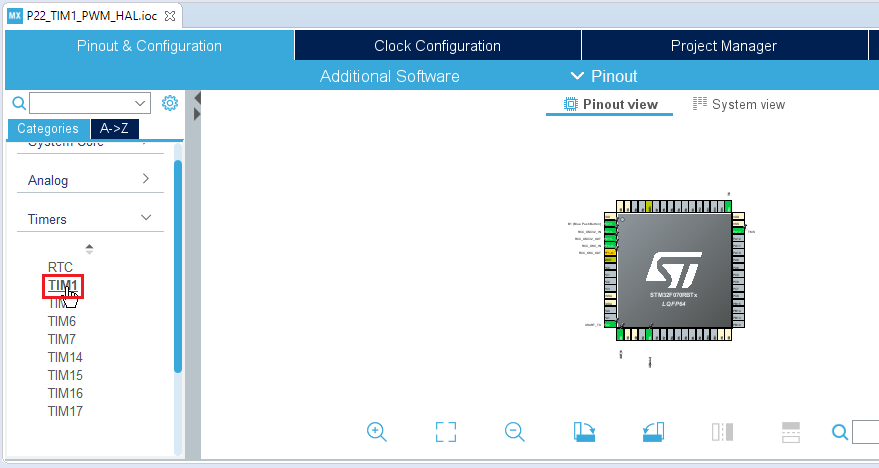 MX P22_TIM1_PWM_HAL.ioc
Pinout & Configuration
Clock Configuration
Project Manager
Additional Software
Pinout
Pinout view
System view
Categories
A->Z
System Core
Analog
Timers
RTC
TIM1
TIM
TIM6
TIM7
TIM14
TIM15
TIM16
TIM17
STM32F070RBTx
LQFP64